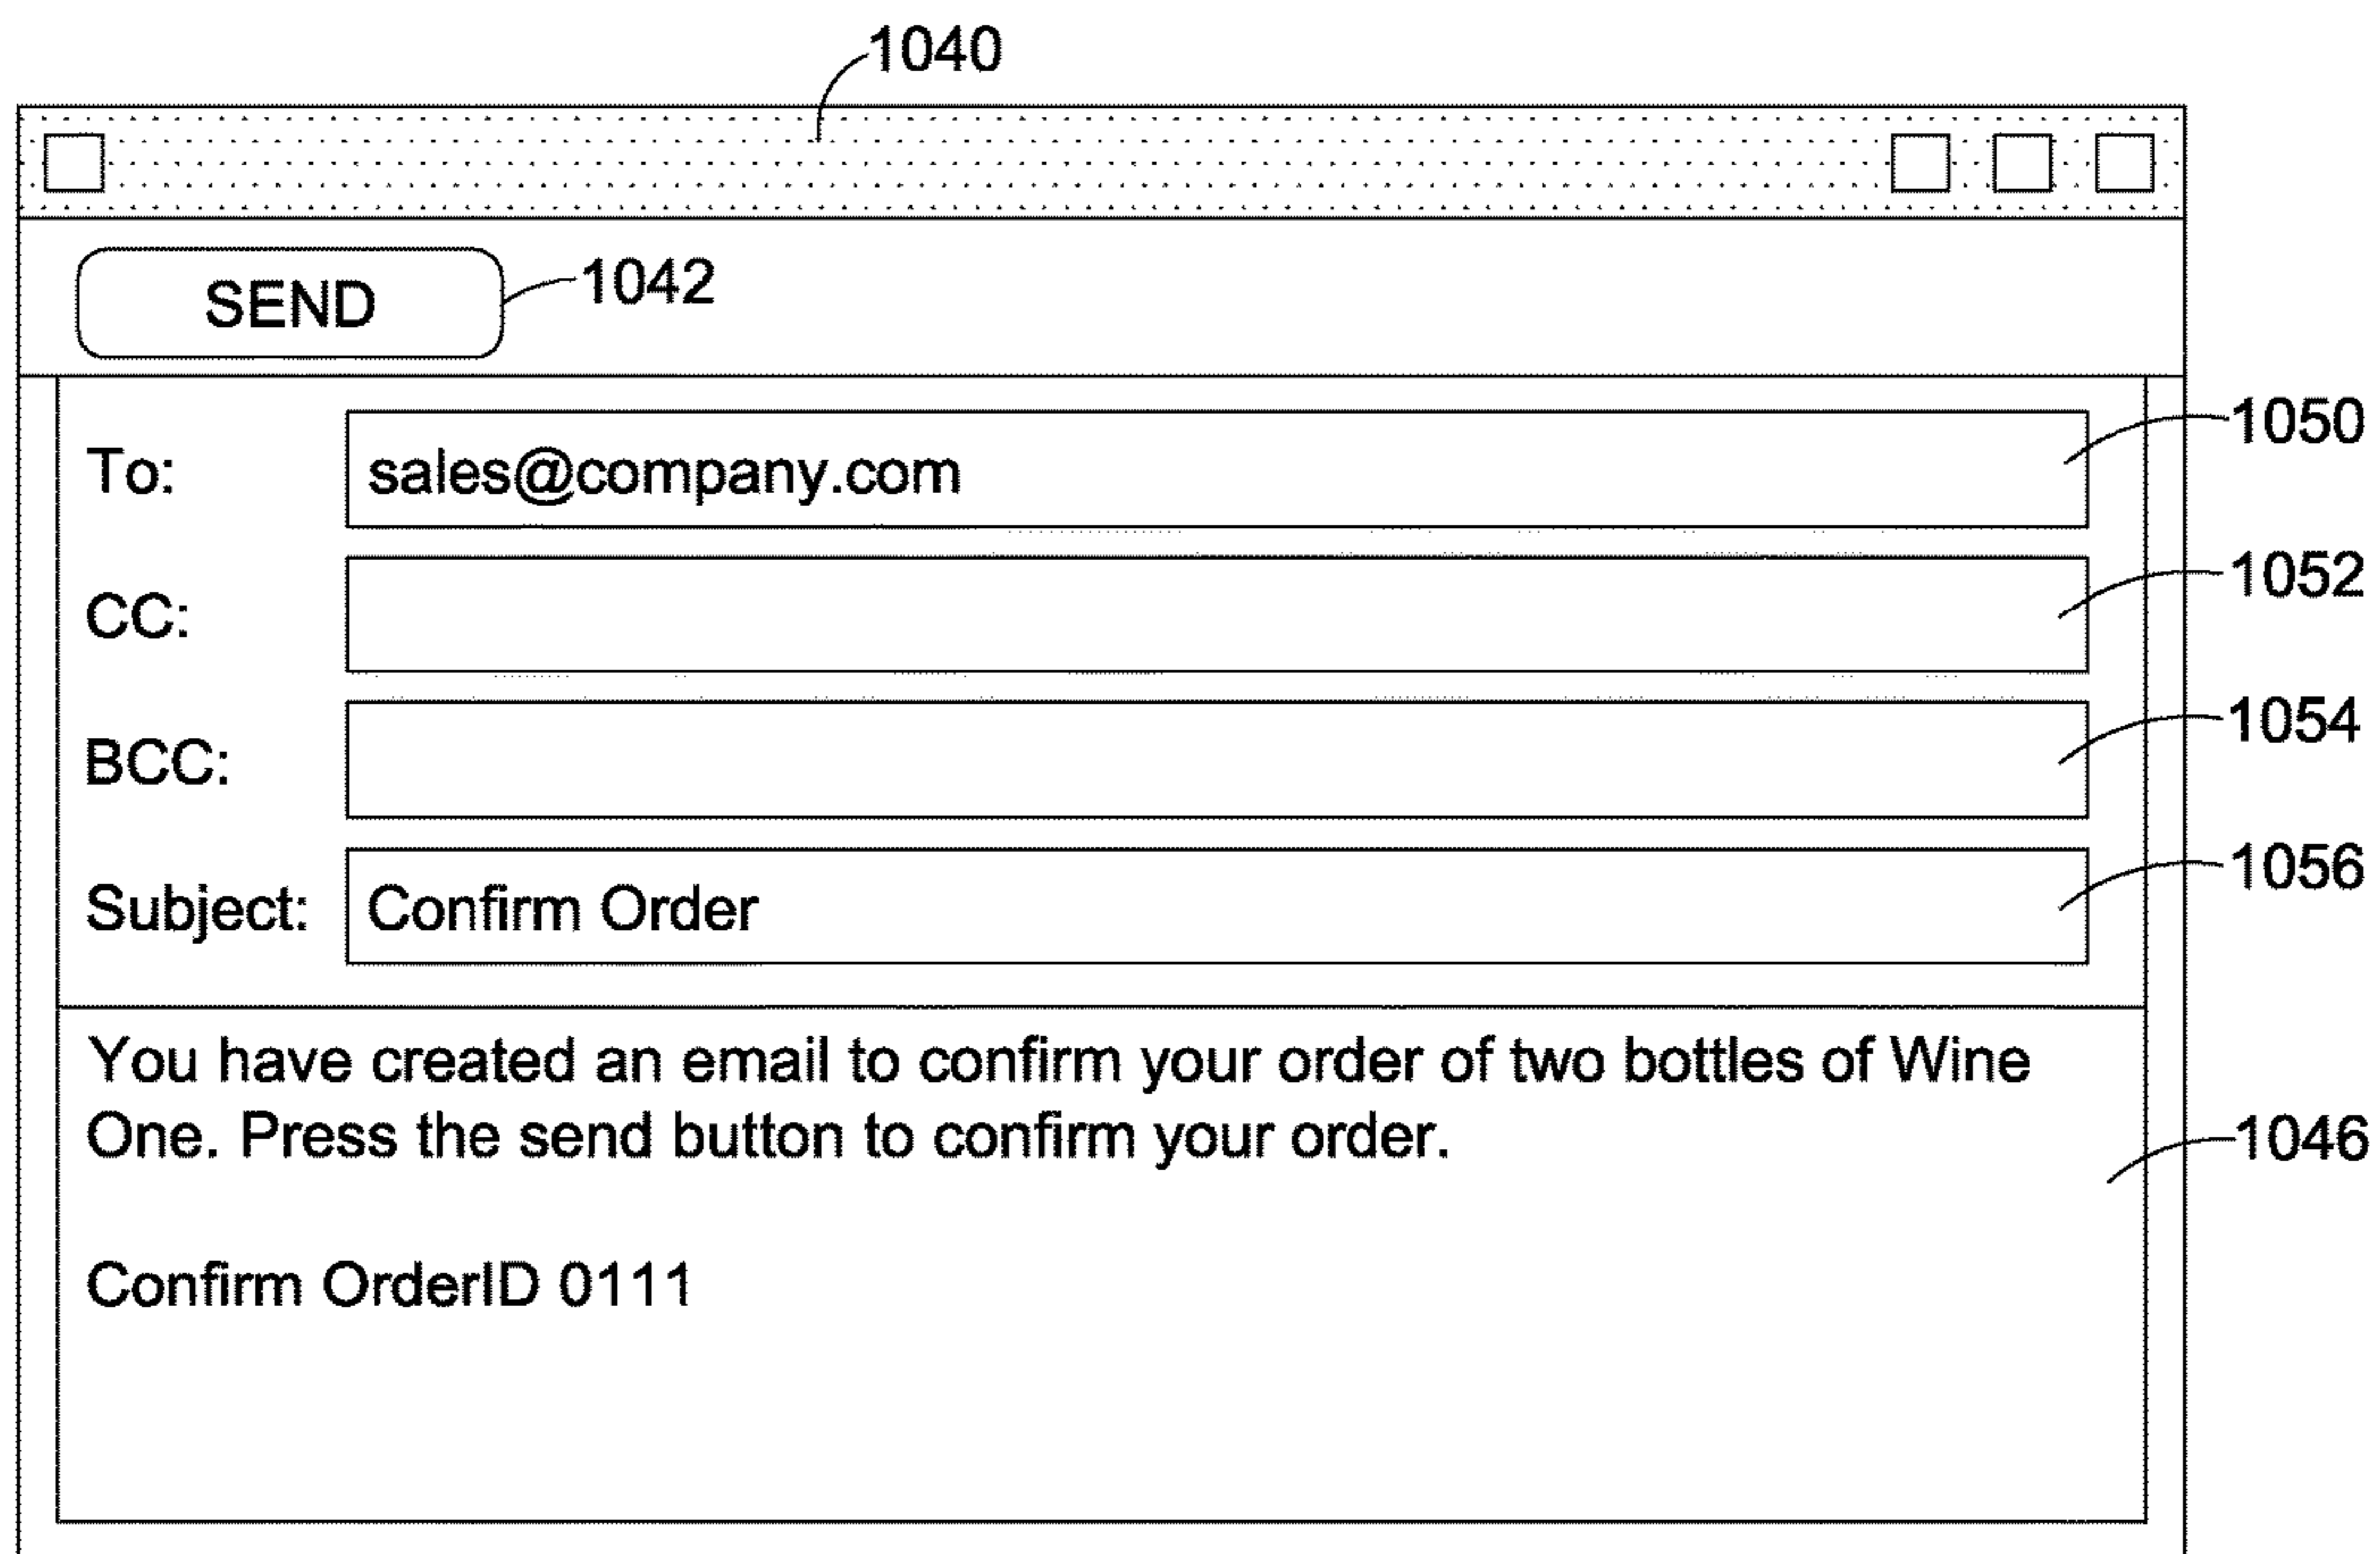 1040
SEND
1042
To: sales@company.com
1050
CC:
1052
BCC:
1054
Subject: Confirm Order
1056
You have created an email to confirm your order of two bottles of Wine
One. Press the send button to confirm your order.
1046
Confirm OrderID 0111